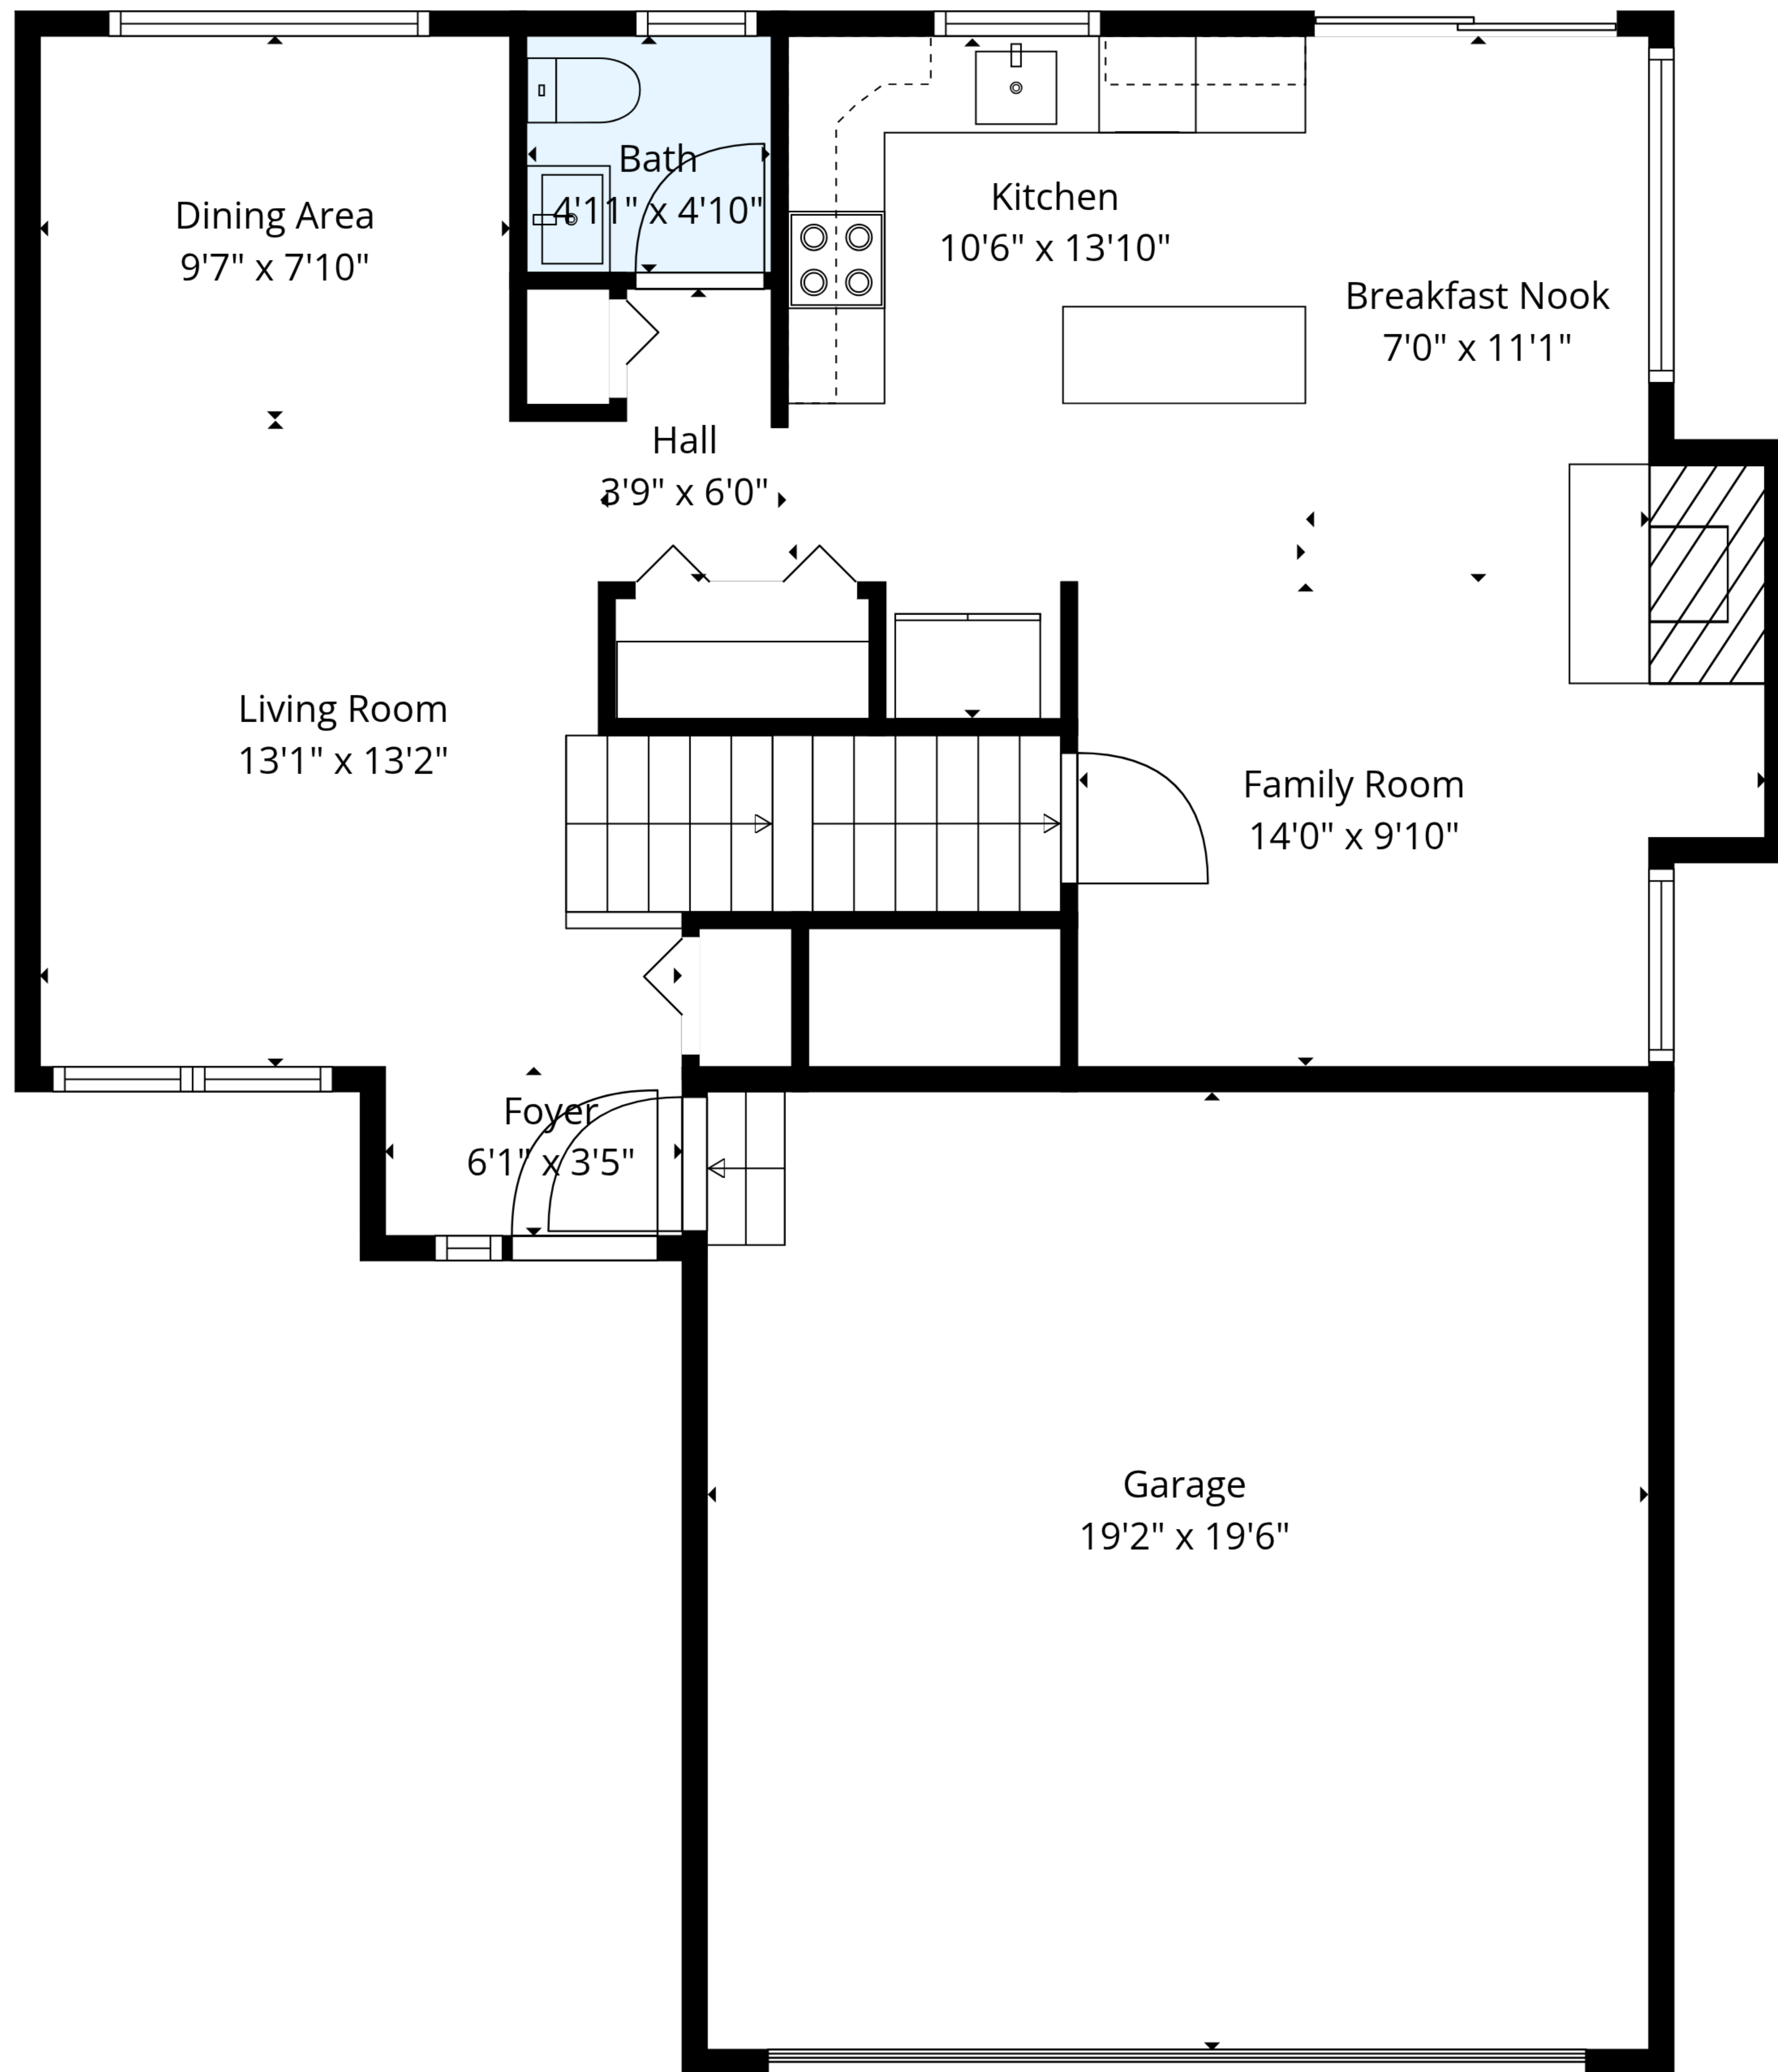 Bath
4'11" x 4'10"
Dining Area
9'7" x 7'10"
Kitchen
10'6" x 13'10"
Breakfast Nook
7'0" x 11'1"
Hall
3'9" x 6'0"
Living Room
13'1" x 13'2"
Family Room
14'0" x 9'10"
Foyer
6'1" x 3'5"
Garage
19'2" x 19'6"